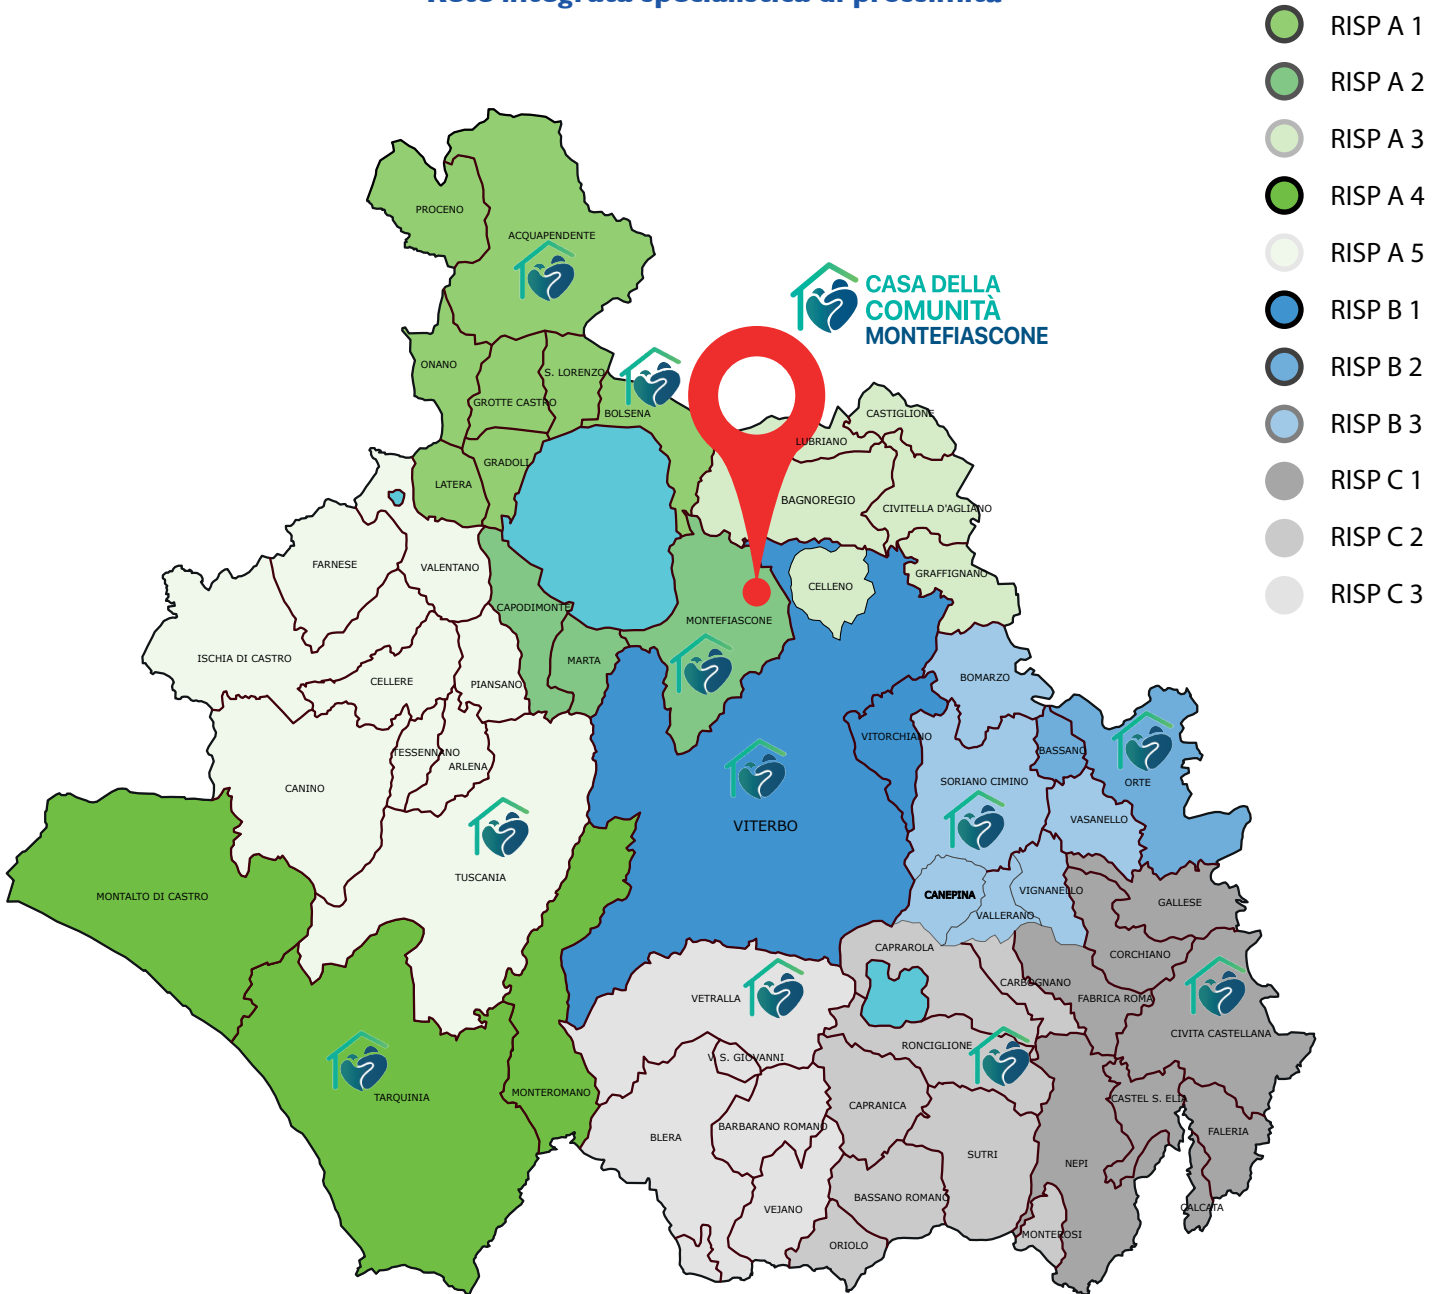 Rete integrata specialistica di prossimità
RISP A 1
RISP A 2
RISP A 3
RISP A 4
RISP A 5
RISP B 1
RISP B 2
RISP B 3
RISP C 1
RISP C 2
RISP C 3
PROCENO
ACQUAPENDENTE
CASA DELLA
COMUNITÀ
MONTEFIASCONE
ONANO
S. LORENZO
GROTTE CASTRO
BOLSENA
CASTIGLIONE
LUBRIANO
GRADOLI
LATERA
BAGNOREGIO
CIVITELLA D'AGLIANO
FARNESE
VALENTANO
GRAFFIGNANO
CELLENO
CAPODIMONTE
MONTEFIASCONE
ISCHIA DI CASTRO
MARTA
CELLERE
PIANSANO
BOMARZO
VITORCHIANO
TESSENNANO
ARLENA
BASSANO
SORIANO CIMINO
ORTE
CANINO
VITERBO
VASANELLO
TUSCANIA
MONTALTO DI CASTRO
CANEPINA
VIGNANELLO
GALLESE
VALLERANO
CAPRAROLA
CORCHIANO
CARBOGNANO
VETRALLA
FABRICA ROMA
CIVITA CASTELLANA
RONCIGLIONE
V. S. GIOVANNI
TARQUINIA
MONTEROMANO
CAPRANICA
CASTEL S. ELIA
BARBARANO ROMANO
BLERA
FALERIA
SUTRI
NEPI
BASSANO ROMANO
VEJANO
CALCATA
MONTEROSI
ORIOLO